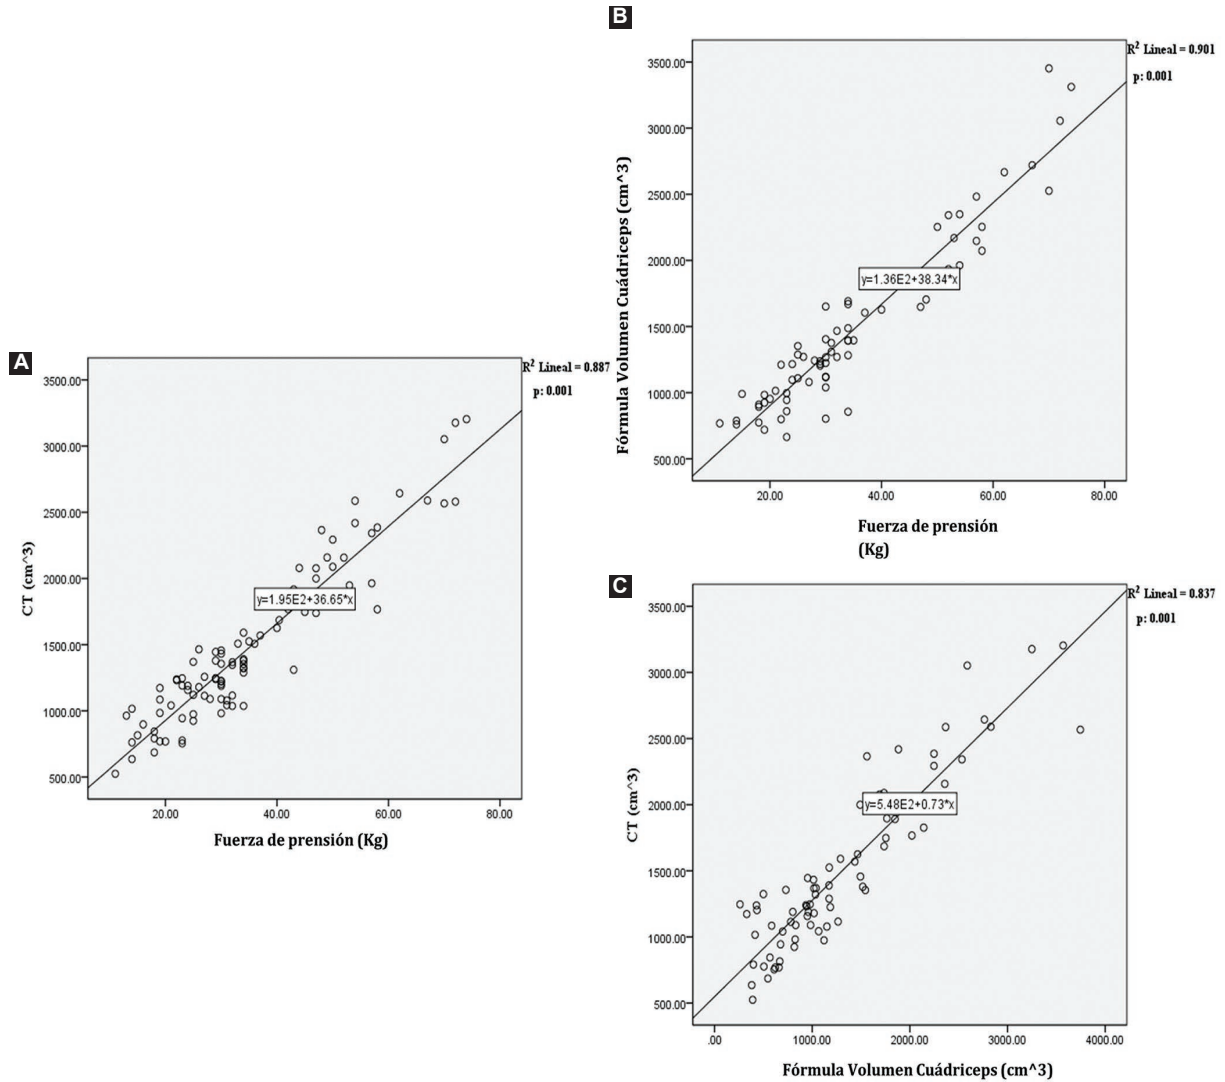 A
R² Lineal = 0.887
p: 0.001
3500.00
3000.00
2500.00
2000.00
1500.00
1000.00
500.00
CT (cm^3)
y=1.95E2+36.65*x
20.00 40.00 60.00 80.00
Fuerza de prensión (Kg)
B
R² Lineal = 0.901
p: 0.001
3500.00
3000.00
2500.00
2000.00
1500.00
1000.00
500.00
Fórmula Volumen Cuádriceps (cm^3)
y=1.36E2+38.34*x
20.00 40.00 60.00 80.00
Fuerza de prensión
(Kg)
C
R² Lineal = 0.837
p: 0.001
3500.00
3000.00
2500.00
2000.00
1500.00
1000.00
500.00
CT (cm^3)
y=5.48E2+0.73*x
.00 1000.00 2000.00 3000.00 4000.00
Fórmula Volumen Cuádriceps (cm^3)